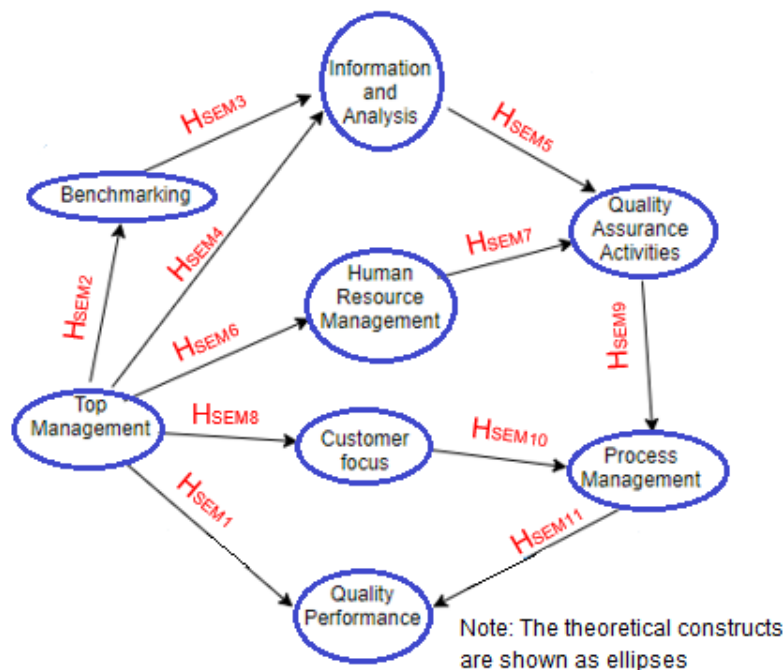 Information
and
Analysis
HSEM3
HSEM5
Benchmarking
Quality
Assurance
Activities
HSEM4
HSEM7
HSEM2
Human
Resource
Management
HSEM6
HSEM9
Top
Management
HSEM8
Customer
focus
HSEM10
Process
Management
HSEM1
HSEM11
Quality
Performance
Note: The theoretical constructs
are shown as ellipses